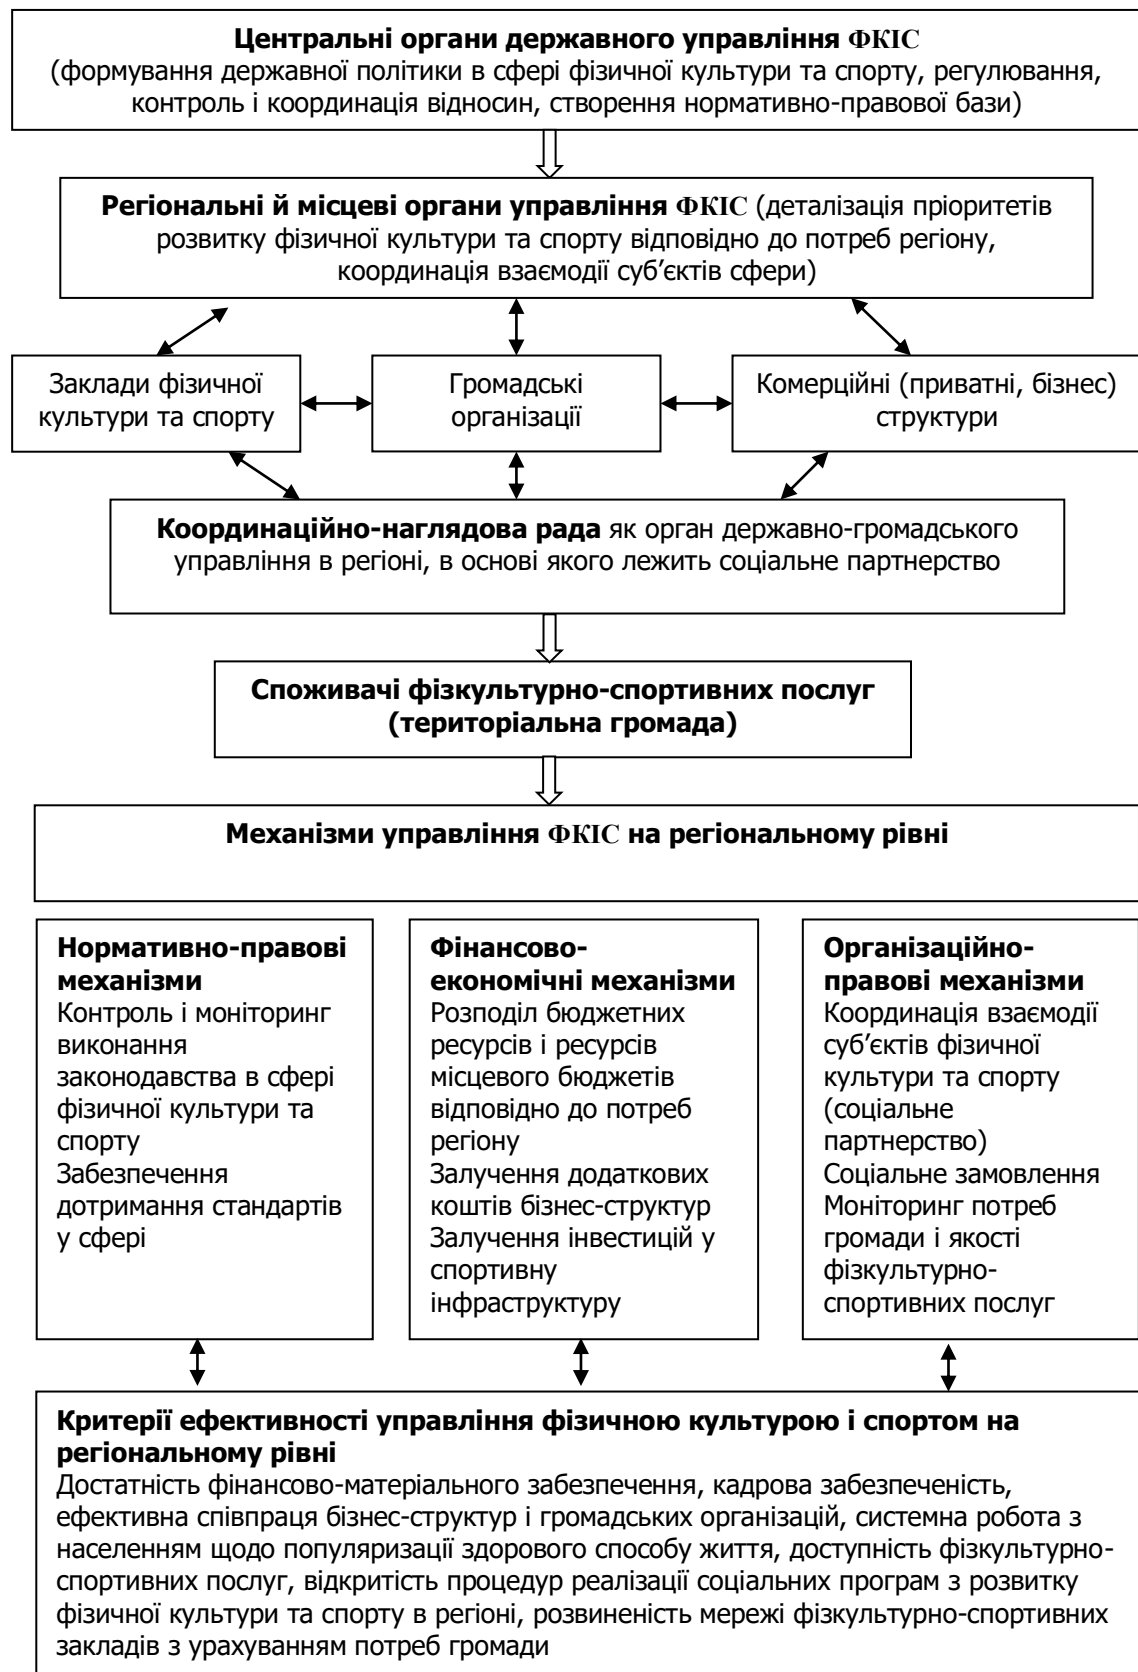 Центральні органи державного управління ФКІС
(формування державної політики в сфері фізичної культури та спорту, регулювання,
контроль і координація відносин, створення нормативно-правової бази)
Регіональні й місцеві органи управління ФКІС (деталізація пріоритетів
розвитку фізичної культури та спорту відповідно до потреб регіону,
координація взаємодії суб’єктів сфери)
Заклади фізичної
культури та спорту
Громадські
організації
Комерційні (приватні, бізнес)
структури
Координаційно-наглядова рада як орган державно-громадського
управління в регіоні, в основі якого лежить соціальне партнерство
Споживачі фізкультурно-спортивних послуг
(територіальна громада)
Механізми управління ФКІС на регіональному рівні
Нормативно-правові
механізми
Контроль і моніторинг
виконання
законодавства в сфері
фізичної культури та
спорту
Забезпечення
дотримання стандартів
у сфері
Фінансово-
економічні механізми
Розподіл бюджетних
ресурсів і ресурсів
місцевого бюджетів
відповідно до потреб
регіону
Залучення додаткових
коштів бізнес-структур
Залучення інвестицій у
спортивну
інфраструктуру
Організаційно-
правові механізми
Координація взаємодії
суб’єктів фізичної
культури та спорту
(соціальне
партнерство)
Соціальне замовлення
Моніторинг потреб
громади і якості
фізкультурно-
спортивних послуг
Критерії ефективності управління фізичною культурою і спортом на
регіональному рівні
Достатність фінансово-матеріального забезпечення, кадрова забезпеченість,
ефективна співпраця бізнес-структур і громадських організацій, системна робота з
населенням щодо популяризації здорового способу життя, доступність фізкультурно-
спортивних послуг, відкритість процедур реалізації соціальних програм з розвитку
фізичної культури та спорту в регіоні, розвиненість мережі фізкультурно-спортивних
закладів з урахуванням потреб громади